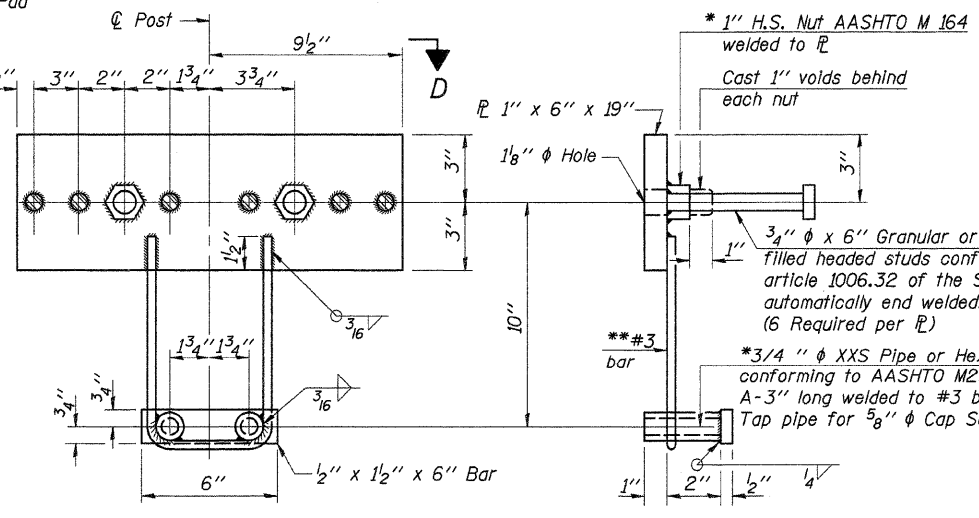 ℄ Post
9½"
D
3"
2"
2"
1¾"
3¾"
3"
3"
1½"
3/16
1¾"
1¾"
3/16
¾"
¾"
6"
½" x 1½" x 6" Bar
10"
* 1" H.S. Nut AASHTO M 164
welded to ⅊
Cast 1" voids behind
each nut
⅊ 1" x 6" x 19"
1⅛" ϕ Hole
3"
1"
¾" ϕ x 6" Granular or
filled headed studs conf
article 1006.32 of the S
automatically end welded.
(6 Required per ⅊)
**#3
bar
*3/4 " ϕ XXS Pipe or He
conforming to AASHTO M2
A-3" long welded to #3 b
Tap pipe for ⅝" ϕ Cap S
1"
2"
½"
¼